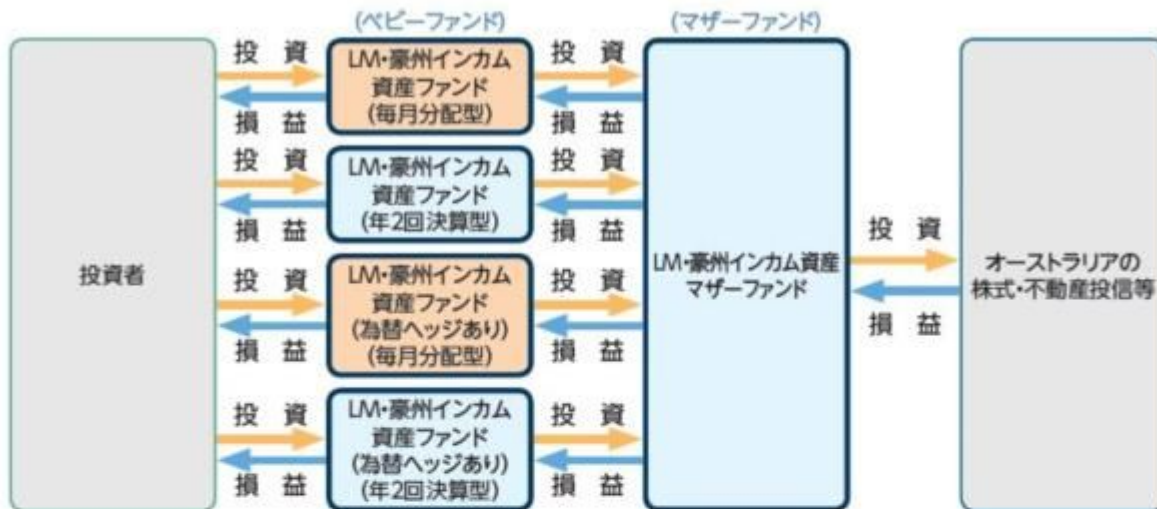 (ベビーファンド)
(マザーファンド)
投資者
投 資
損 益
LM・豪州インカム
資産ファンド
(毎月分配型)
投 資
損 益
投 資
損 益
LM・豪州インカム
資産ファンド
(年2回決算型)
投 資
損 益
投 資
損 益
LM・豪州インカム
資産ファンド
(為替ヘッジあり)
(毎月分配型)
投 資
損 益
投 資
損 益
LM・豪州インカム
資産ファンド
(為替ヘッジあり)
(年2回決算型)
投 資
損 益
LM・豪州インカム資産
マザーファンド
投 資
損 益
オーストラリアの
株式・不動産投信等